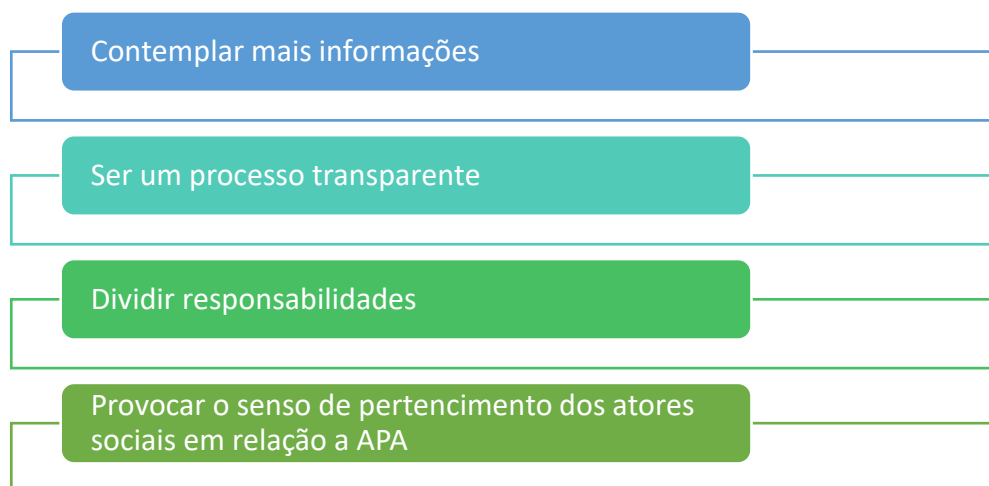 Contemplar mais informações
Ser um processo transparente
Dividir responsabilidades
Provocar o senso de pertencimento dos atores
sociais em relação a APA